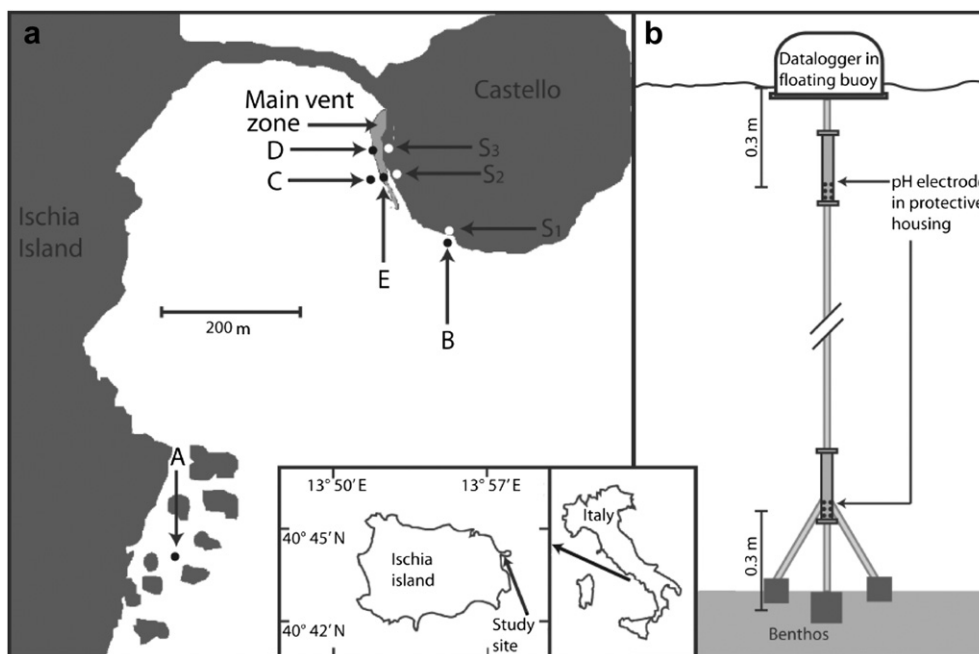 a
Castello
Main vent
zone
D
S3
C
S2
Ischia
Island
S1
E
200 m
B
A
13° 50′ E
13° 57′ E
40° 45′ N
Ischia
island
40° 42′ N
Study
site
Italy
b
Datalogger in
floating buoy
0.3 m
pH electrode
in protective
housing
0.3 m
Benthos